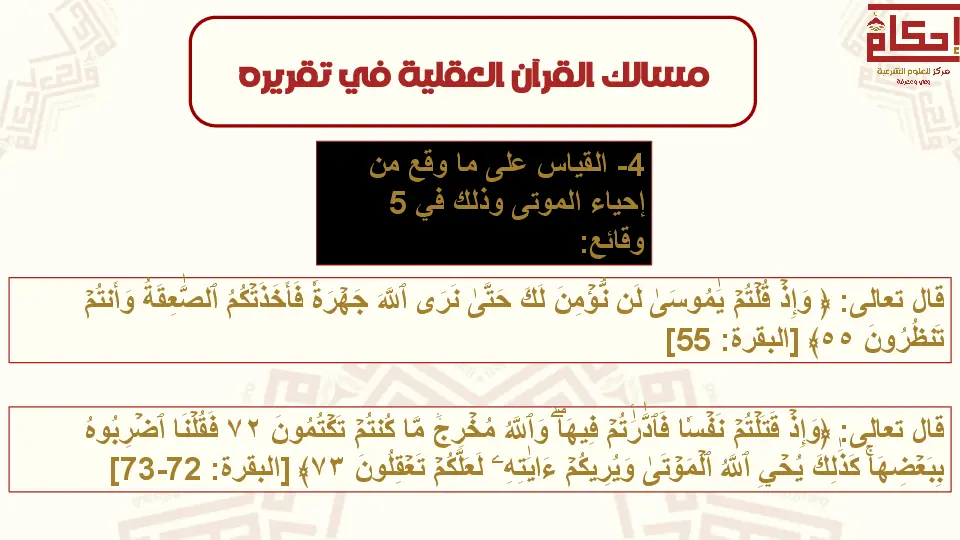 إحكام
مركز للعلوم الشرعية
وعي ومعرفة
مسالك القرآن العقلية في تقريره
4- القياس على ما وقع من
إحياء الموتى وذلك في 5
وقائع:
قال تعالى: ﴿ وَإِذۡ قُلۡتُمۡ يَٰمُوسَىٰ لَن نُّؤۡمِنَ لَكَ حَتَّىٰ نَرَى ٱللَّهَ جَهۡرَةٗ فَأَخَذَتۡكُمُ ٱلصَّٰعِقَةُ وَأَنتُمۡ
تَنظُرُونَ ٥٥﴾ [البقرة: 55]
قال تعالى: ﴿وَإِذۡ قَتَلۡتُمۡ نَفۡسٗا فَٱدَّٰرَٰٔتُمۡ فِيهَاۖ وَٱللَّهُ مُخۡرِجٞ مَّا كُنتُمۡ تَكۡتُمُونَ ٧٢ فَقُلۡنَا ٱضۡرِبُوهُ
بِبَعۡضِهَاۚ كَذَٰلِكَ يُحۡيِ ٱللَّهُ ٱلۡمَوۡتَىٰ وَيُرِيكُمۡ ءَايَٰتِهِۦ لَعَلَّكُمۡ تَعۡقِلُونَ ٧٣﴾ [البقرة: 72-73]